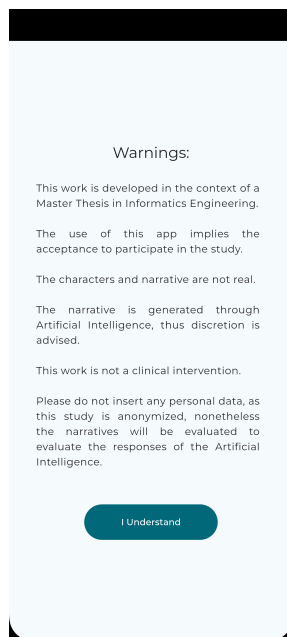 Warnings:
This work is developed in the context of a
Master Thesis in Informatics Engineering.
The use of this app implies the
acceptance to participate in the study.
The characters and narrative are not real.
The narrative is generated through
Artificial Intelligence, thus discretion is
advised.
This work is not a clinical intervention.
Please do not insert any personal data, as
this study is anonymized, nonetheless
the narratives will be evaluated to
evaluate the responses of the Artificial
Intelligence.
I Understand